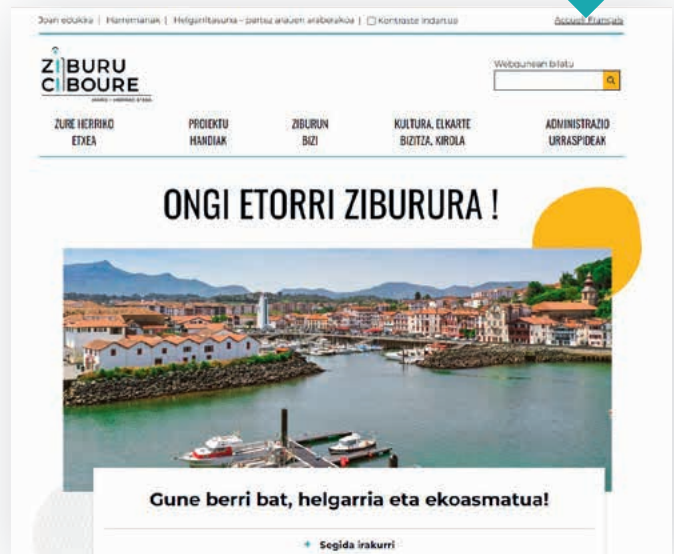 Joan edukira | Harremanak | Helgarritasuna - partez arauen araberakoa | Kontraste indartua
Accueil Français
ZIBURU
CIBOURE
Webgunean bilatu
ZURE HERRIKO ETXEA
PROIEKTU HANDIAK
ZIBURUN BIZI
KULTURA, ELKARTE BIZITZA, KIROLA
ADMINISTRAZIO URRASPIDEAK
ONGI ETORRI ZIBURURA !
Gune berri bat, helgarria eta ekoasmatua!
+ Segida irakurri